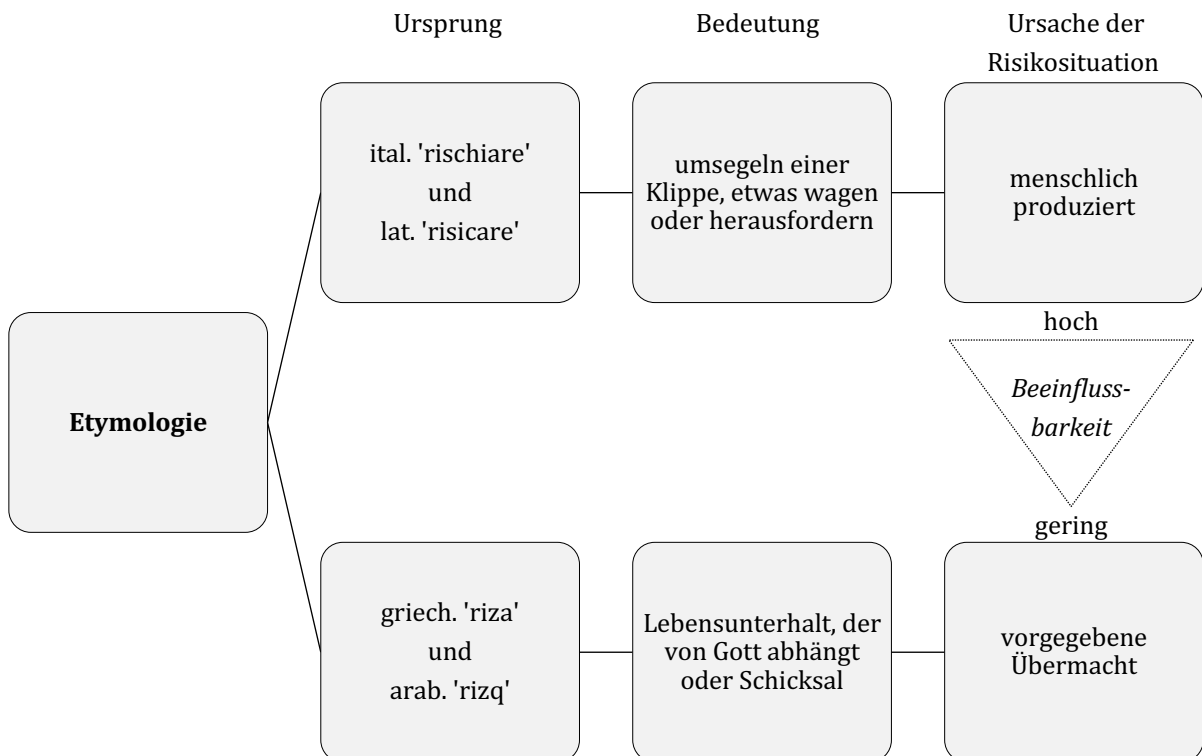 Ursprung
Bedeutung
Ursache der
Risikosituation
ital. 'rischiare'
und
lat. 'risicare'
umsegeln einer
Klippe, etwas wagen
oder herausfordern
menschlich
produziert
hoch
Beeinfluss-
barkeit
gering
Etymologie
griech. 'riza'
und
arab. 'rizq'
Lebensunterhalt, der
von Gott abhängt
oder Schicksal
vorgegebene
Übermacht